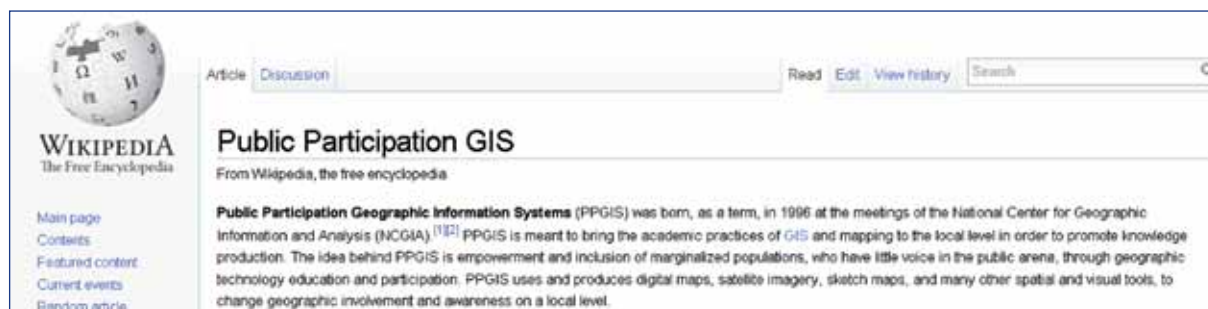 Article Discussion Read Edit View history Search
WIKIPEDIA
The Free Encyclopedia
Main page
Contents
Featured content
Current events
Random article
Public Participation GIS
From Wikipedia, the free encyclopedia
Public Participation Geographic Information Systems (PPGIS) was born, as a term, in 1996 at the meetings of the National Center for Geographic
Information and Analysis (NCGIA).[1][2] PPGIS is meant to bring the academic practices of GIS and mapping to the local level in order to promote knowledge
production. The idea behind PPGIS is empowerment and inclusion of marginalized populations, who have little voice in the public arena, through geographic
technology education and participation. PPGIS uses and produces digital maps, satellite imagery, sketch maps, and many other spatial and visual tools, to
change geographic involvement and awareness on a local level.